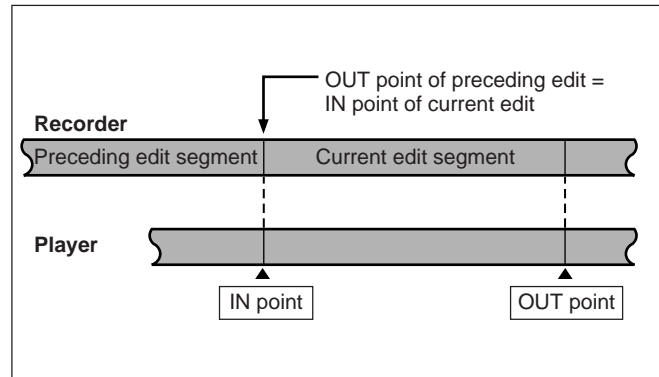 OUT point of preceding edit =
IN point of current edit
Recorder
Preceding edit segment
Current edit segment
Player
IN point
OUT point